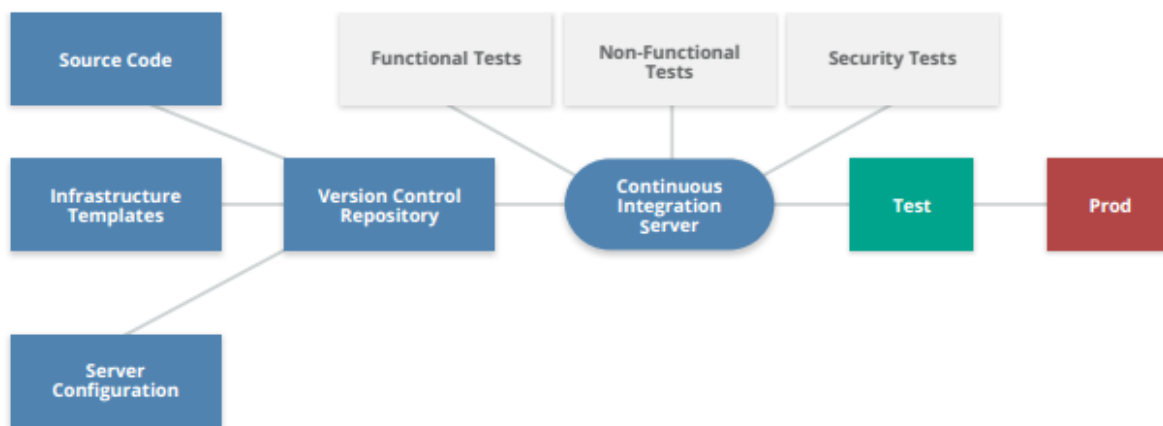 Source Code
Functional Tests
Non-Functional
Tests
Security Tests
Infrastructure
Templates
Version Control
Repository
Continuous
Integration
Server
Test
Prod
Server
Configuration